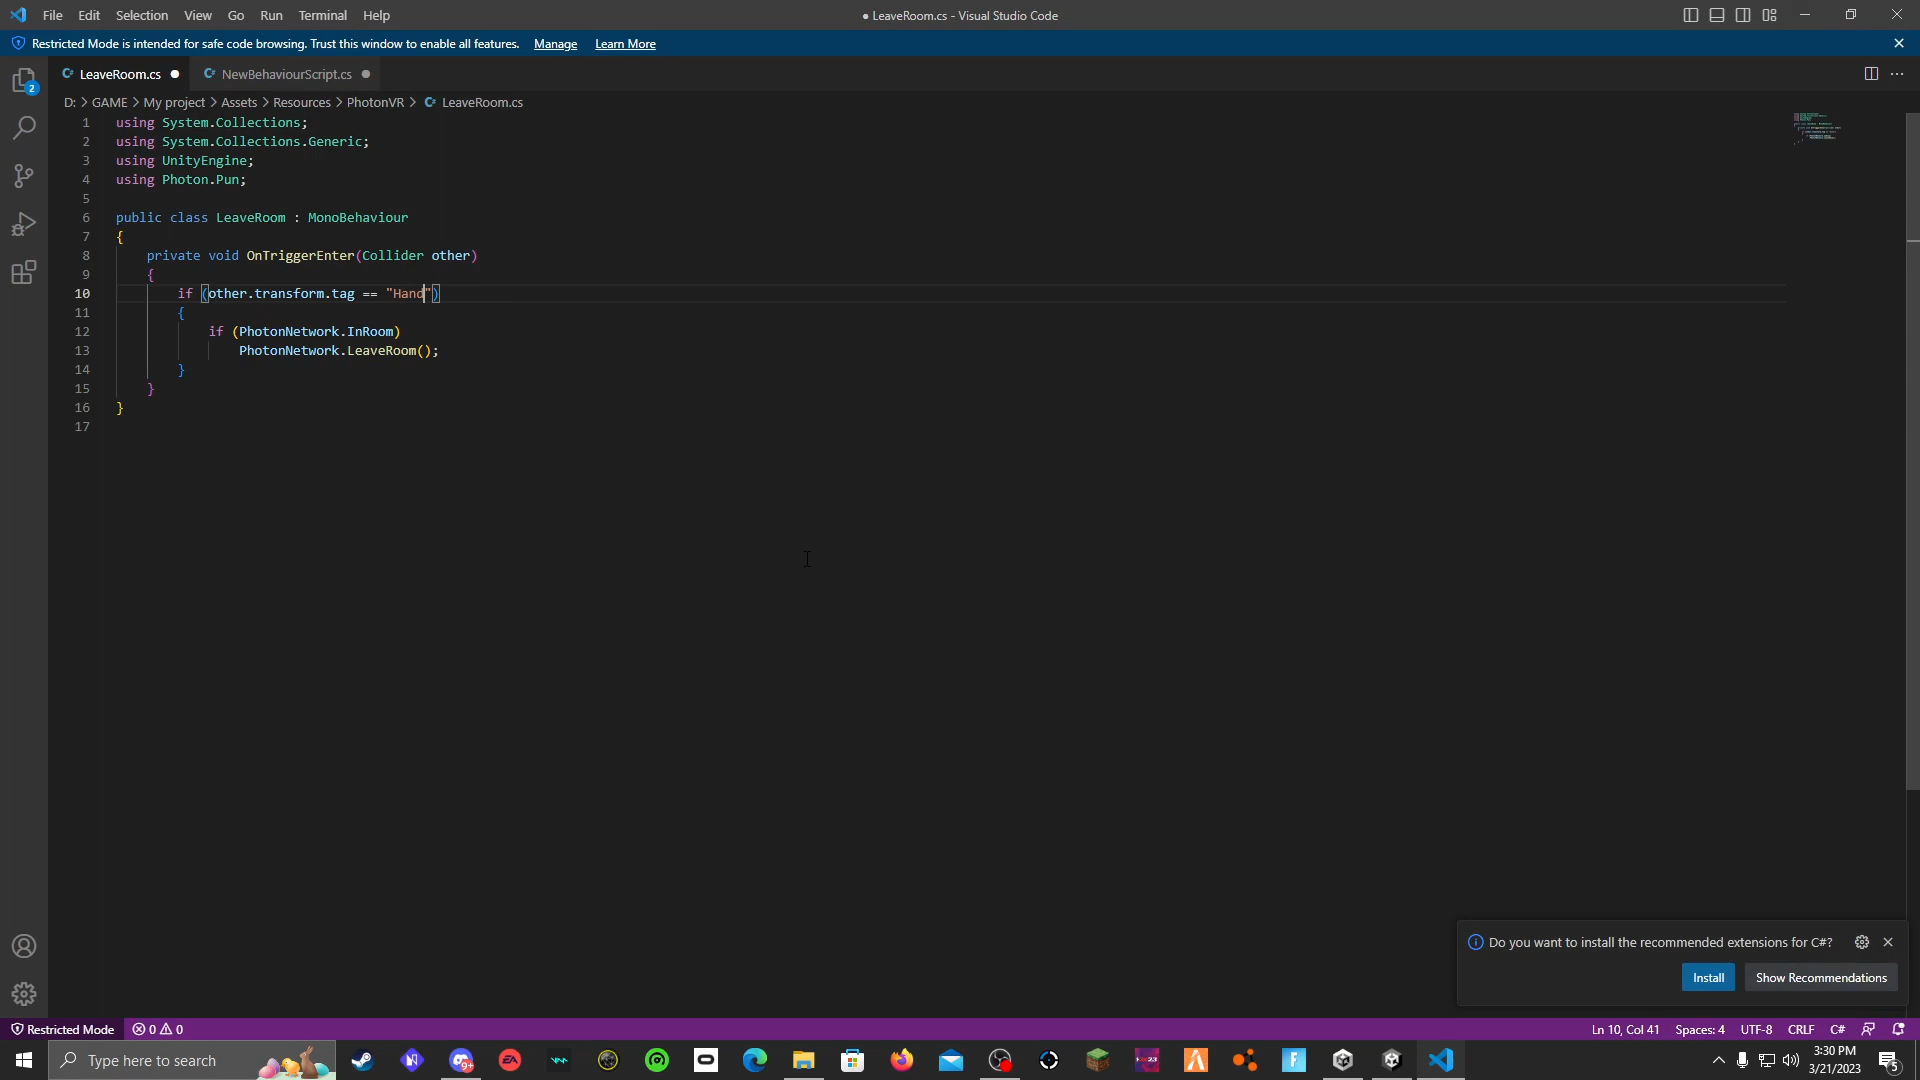 File Edit Selection View Go Run Terminal Help
● LeaveRoom.cs - Visual Studio Code
Restricted Mode is intended for safe code browsing. Trust this window to enable all features. Manage Learn More
LeaveRoom.cs
NewBehaviourScript.cs
2
D: > GAME > My project > Assets > Resources > PhotonVR > LeaveRoom.cs
1 using System.Collections;
2 using System.Collections.Generic;
3 using UnityEngine;
4 using Photon.Pun;
5
6 public class LeaveRoom : MonoBehaviour
7 {
8 private void OnTriggerEnter(Collider other)
9 {
10 if (other.transform.tag == "Hand")
11 {
12 if (PhotonNetwork.InRoom)
13 PhotonNetwork.LeaveRoom();
14 }
15 }
16 }
17
Do you want to install the recommended extensions for C#?
Install Show Recommendations
Restricted Mode 0 0 Ln 10, Col 41 Spaces: 4 UTF-8 CRLF C#
Type here to search
9+
EA
3:30 PM
3/21/2023
5